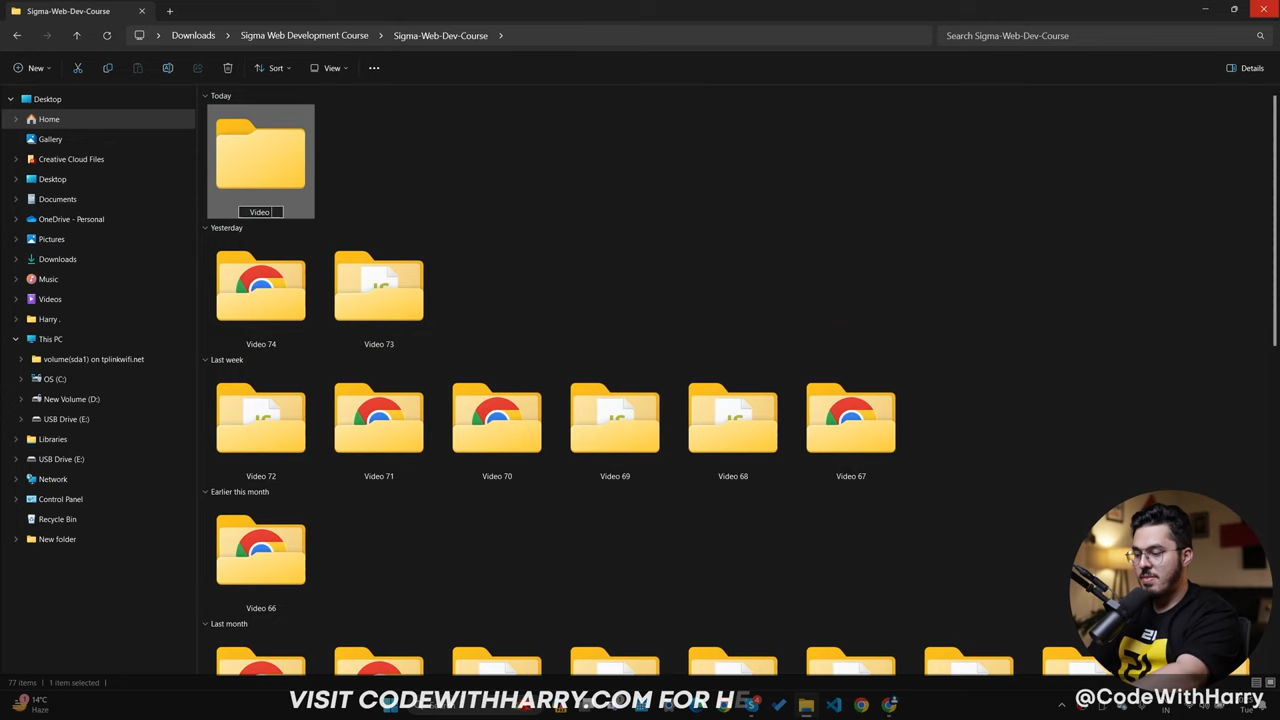 Sigma-Web-Dev-Course
Downloads Sigma Web Development Course Sigma-Web-Dev-Course
Search Sigma-Web-Dev-Course
New Sort View Details
Desktop
Home
Gallery
Creative Cloud Files
Desktop
Documents
OneDrive - Personal
Pictures
Downloads
Music
Videos
Harry .
This PC
volume(sda1) on tplinkwifi.net
OS (C:)
New Volume (D:)
USB Drive (E:)
Libraries
USB Drive (E:)
Network
Control Panel
Recycle Bin
New folder
Today
Video
Yesterday
Video 74 Video 73
Last week
Video 72 Video 71 Video 70 Video 69 Video 68 Video 67
Earlier this month
Video 66
Last month
77 items 1 item selected
14°C
Haze
VISIT CODEWITHHARRY.COM FOR HE
IN
Tue
@CodeWithHarry